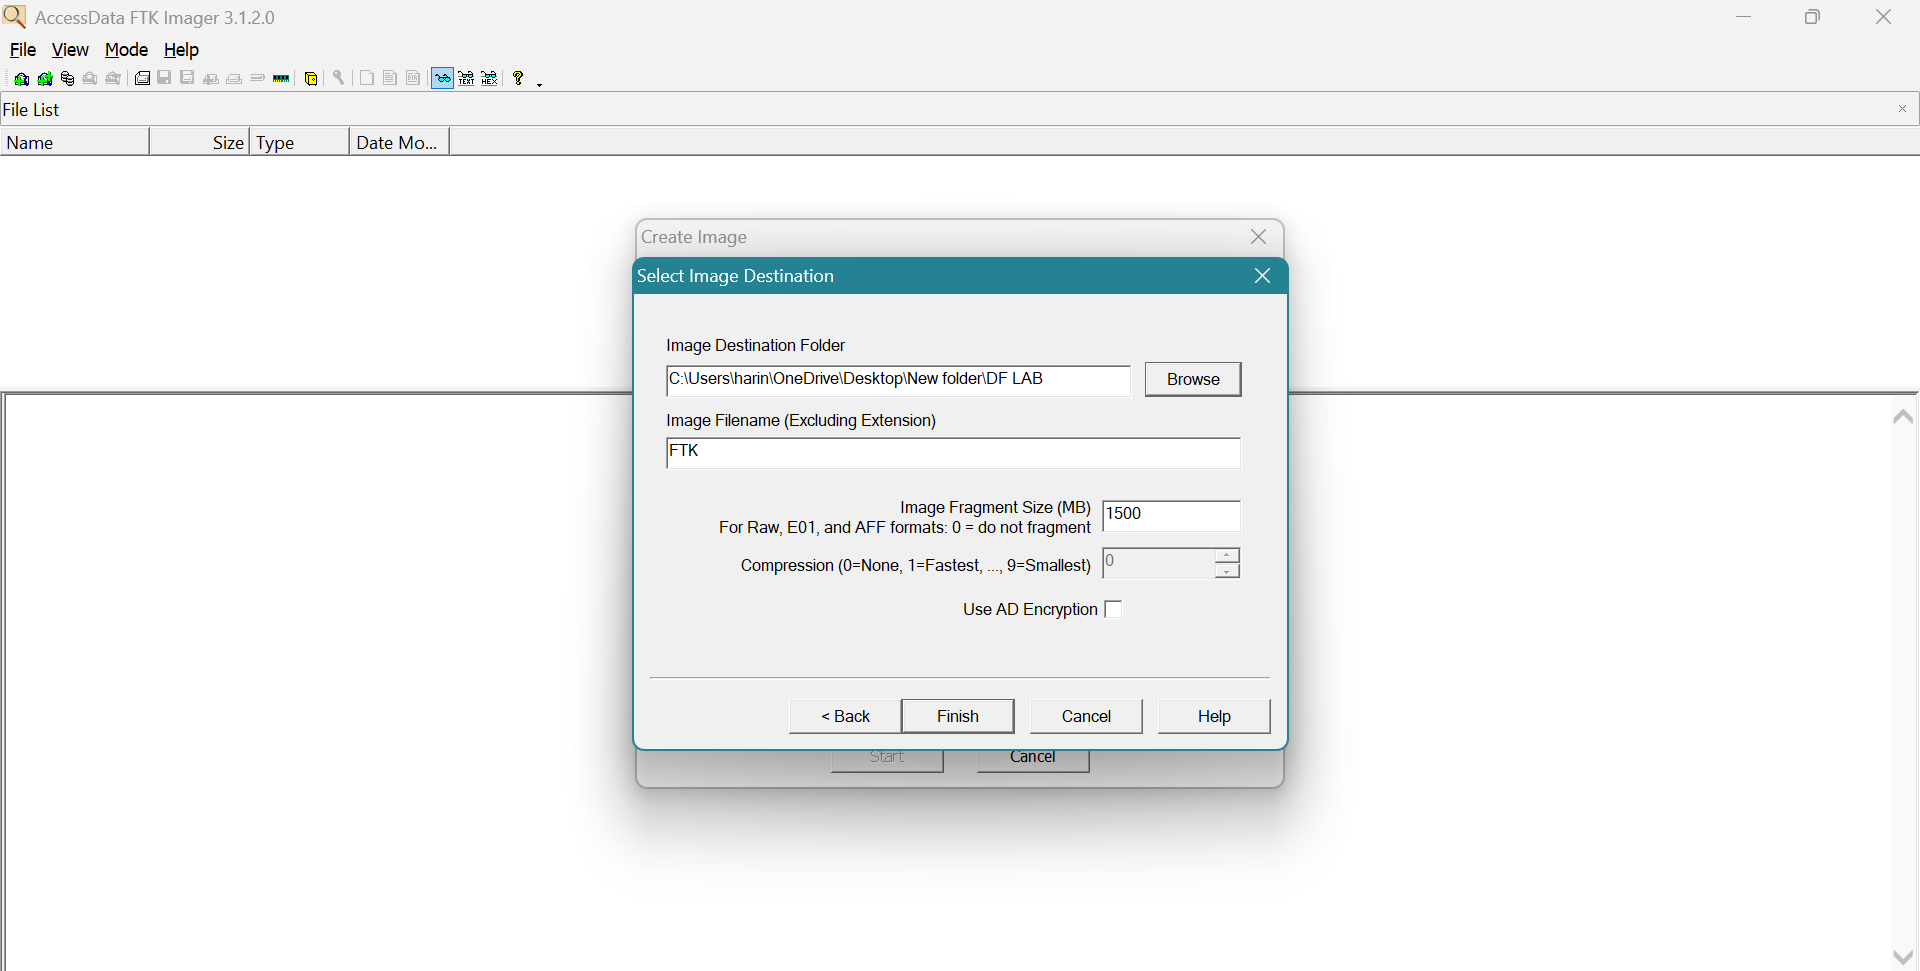 AccessData FTK Imager 3.1.2.0
File View Mode Help
TEXT HEX ?
File List
Name Size Type Date Mo...
Create Image
Select Image Destination
Image Destination Folder
C:\Users\harin\OneDrive\Desktop\New folder\DF LAB Browse
Image Filename (Excluding Extension)
FTK
Image Fragment Size (MB) 1500
For Raw, E01, and AFF formats: 0 = do not fragment
Compression (0=None, 1=Fastest, ..., 9=Smallest) 0
Use AD Encryption
< Back Finish Cancel Help
Start Cancel